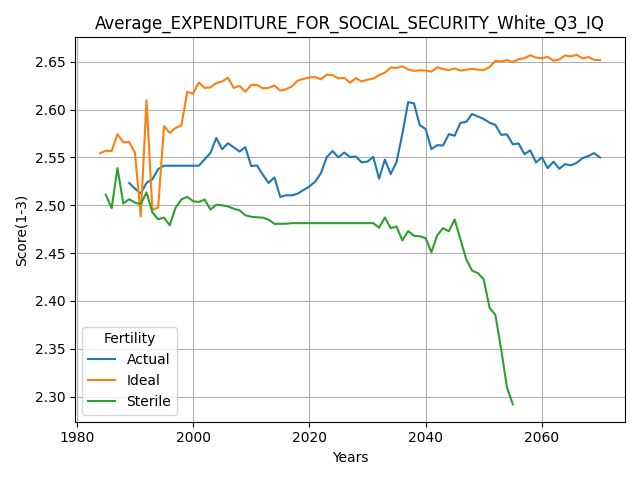 Average_EXPENDITURE_FOR_SOCIAL_SECURITY_White_Q3_IQ
Score(1-3)
2.65
2.60
2.55
2.50
2.45
2.40
2.35
2.30
Fertility
Actual
Ideal
Sterile
1980
2000
2020
2040
2060
Years